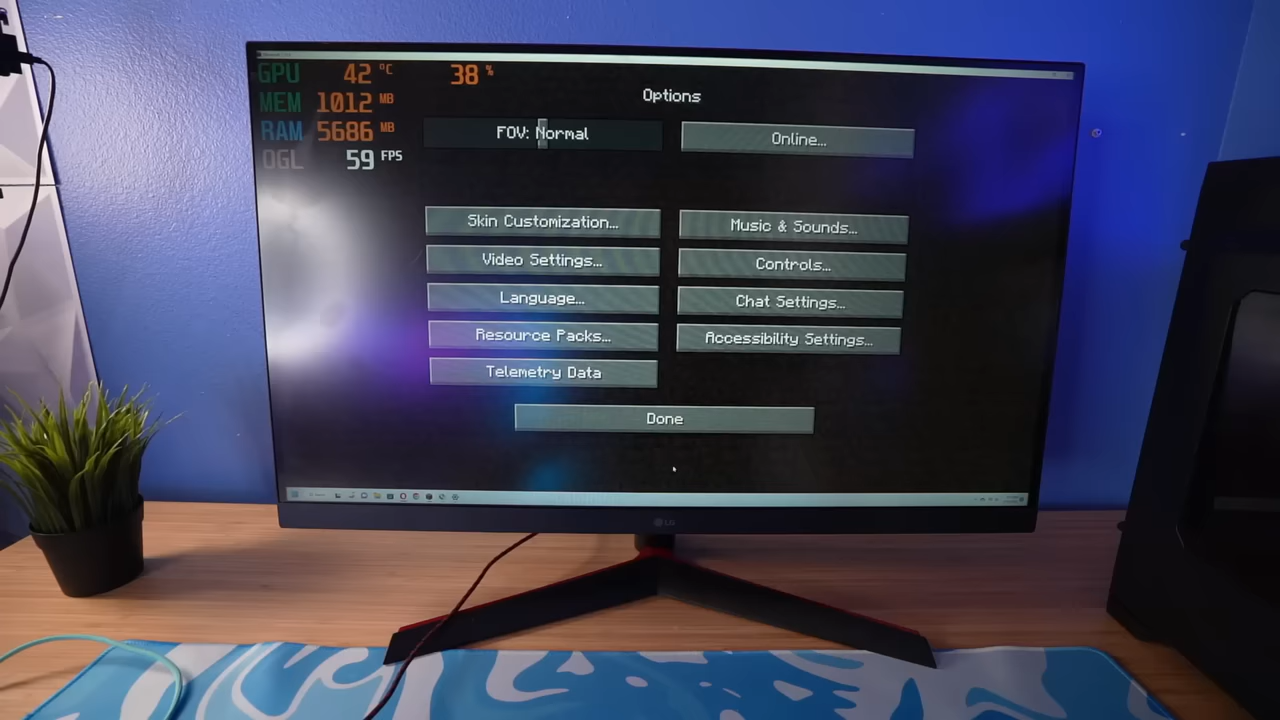 GPU 42 °C 38 %
MEM 1012 MB
RAM 5686 MB
OGL 59 FPS
Options
FOV: Normal
Online...
Skin Customization...
Music & Sounds...
Video Settings...
Controls...
Language...
Chat Settings...
Resource Packs...
Accessibility Settings...
Telemetry Data
Done
LG